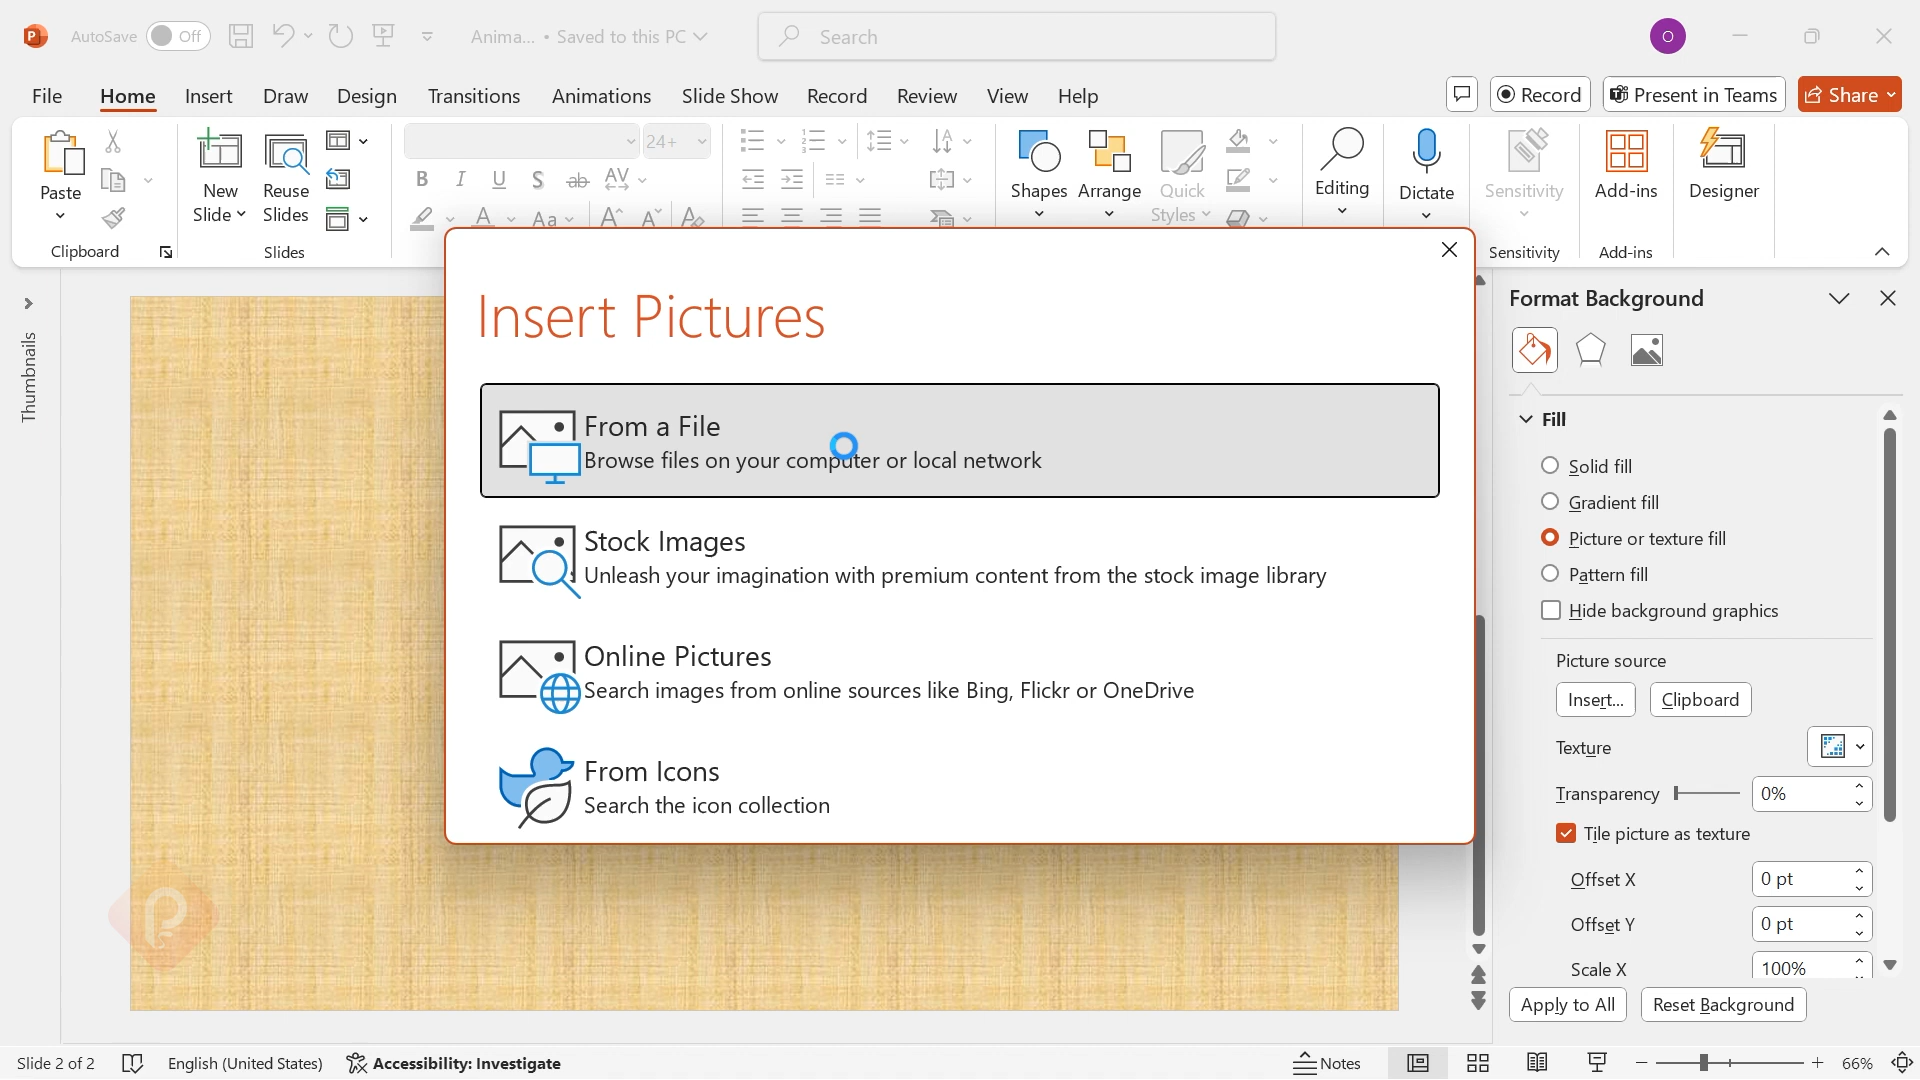 AutoSave Off Anima... • Saved to this PC Search O
File Home Insert Draw Design Transitions Animations Slide Show Record Review View Help Record Present in Teams Share
Paste New Slide Reuse Slides 24+ Shapes Arrange Quick Styles Editing Dictate Sensitivity Add-ins Designer
B I U S ab AV
A Aa A A A
Clipboard Slides Sensitivity Add-ins
Thumbnails
Insert Pictures
From a File
Browse files on your computer or local network
Stock Images
Unleash your imagination with premium content from the stock image library
Online Pictures
Search images from online sources like Bing, Flickr or OneDrive
From Icons
Search the icon collection
Format Background
Fill
Solid fill
Gradient fill
Picture or texture fill
Pattern fill
Hide background graphics
Picture source
Insert... Clipboard
Texture
Transparency 0%
Tile picture as texture
Offset X 0 pt
Offset Y 0 pt
Scale X 100%
Apply to All Reset Background
Slide 2 of 2 English (United States) Accessibility: Investigate Notes 66%